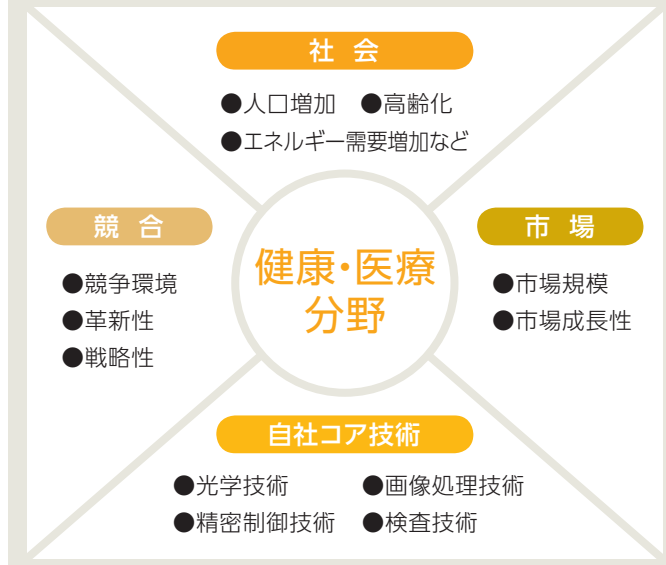 社 会
●人口増加 ●高齢化
●エネルギー需要増加など
競 合
●競争環境
●革新性
●戦略性
健康・医療
分野
市 場
●市場規模
●市場成長性
自社コア技術
●光学技術 ●画像処理技術
●精密制御技術 ●検査技術